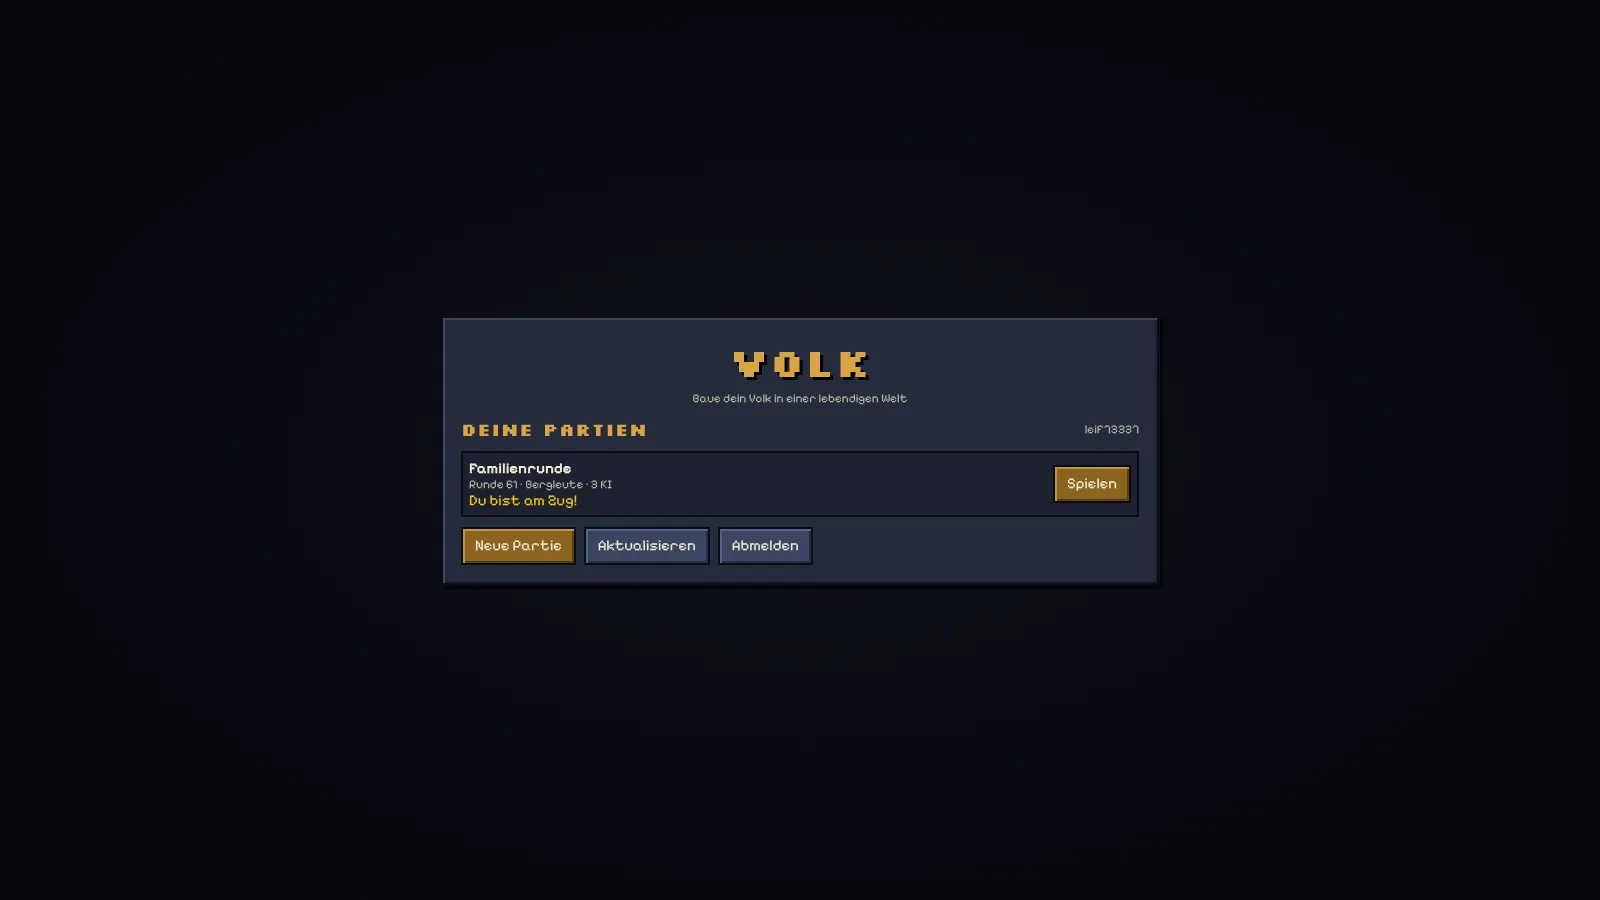 VOLK
Baue dein Volk in einer lebendigen Welt
DEINE PARTIEN
leif73337
Familienrunde
Runde 61 · Bergleute · 3 KI
Du bist am Zug!
Spielen
Neue Partie
Aktualisieren
Abmelden